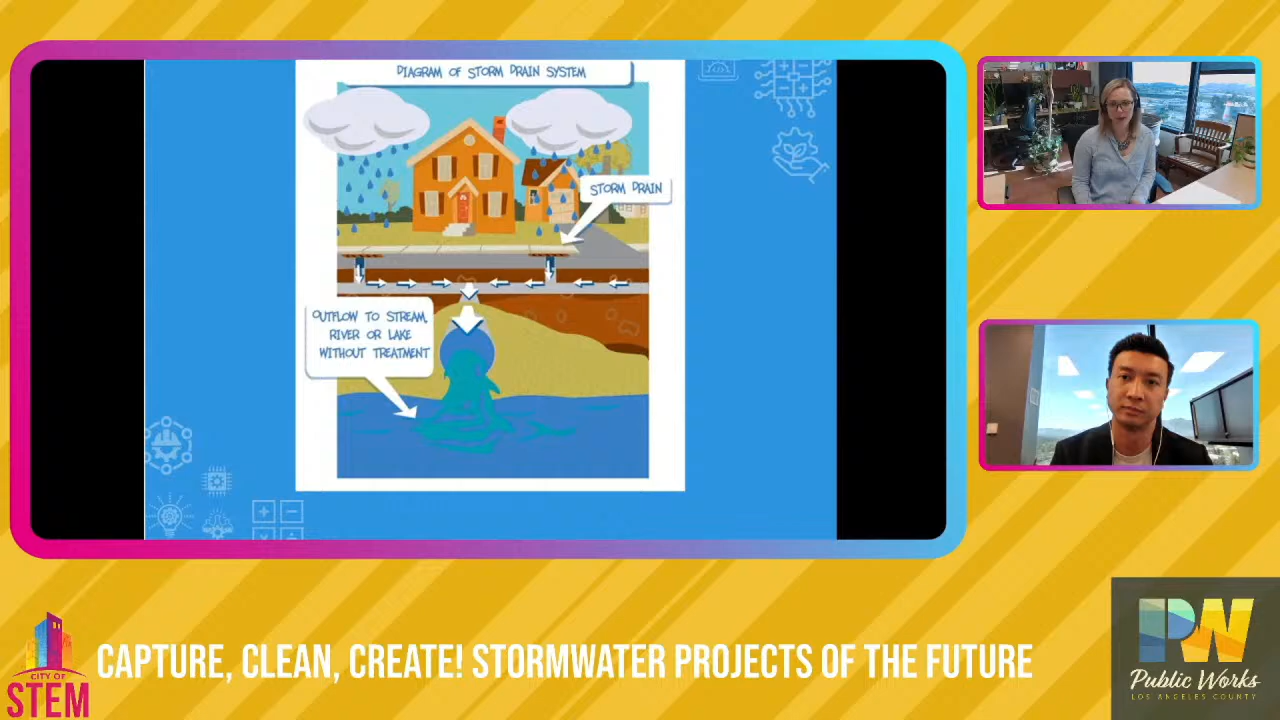 DIAGRAM OF STORM DRAIN SYSTEM
STORM DRAIN
OUTFLOW TO STREAM,
RIVER OR LAKE
WITHOUT TREATMENT
CITY OF
STEM
CAPTURE, CLEAN, CREATE! STORMWATER PROJECTS OF THE FUTURE
PW
Public Works
LOS ANGELES COUNTY